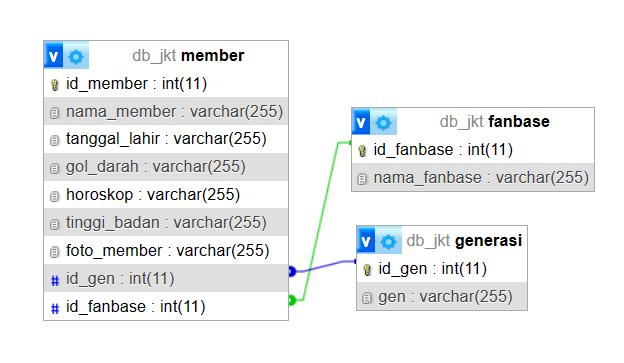 v db_jkt member
id_member : int(11)
nama_member : varchar(255)
tanggal_lahir : varchar(255)
gol_darah : varchar(255)
horoskop : varchar(255)
tinggi_badan : varchar(255)
foto_member : varchar(255)
# id_gen : int(11)
# id_fanbase : int(11)
v db_jkt fanbase
id_fanbase : int(11)
nama_fanbase : varchar(255)
v db_jkt generasi
id_gen : int(11)
gen : varchar(255)